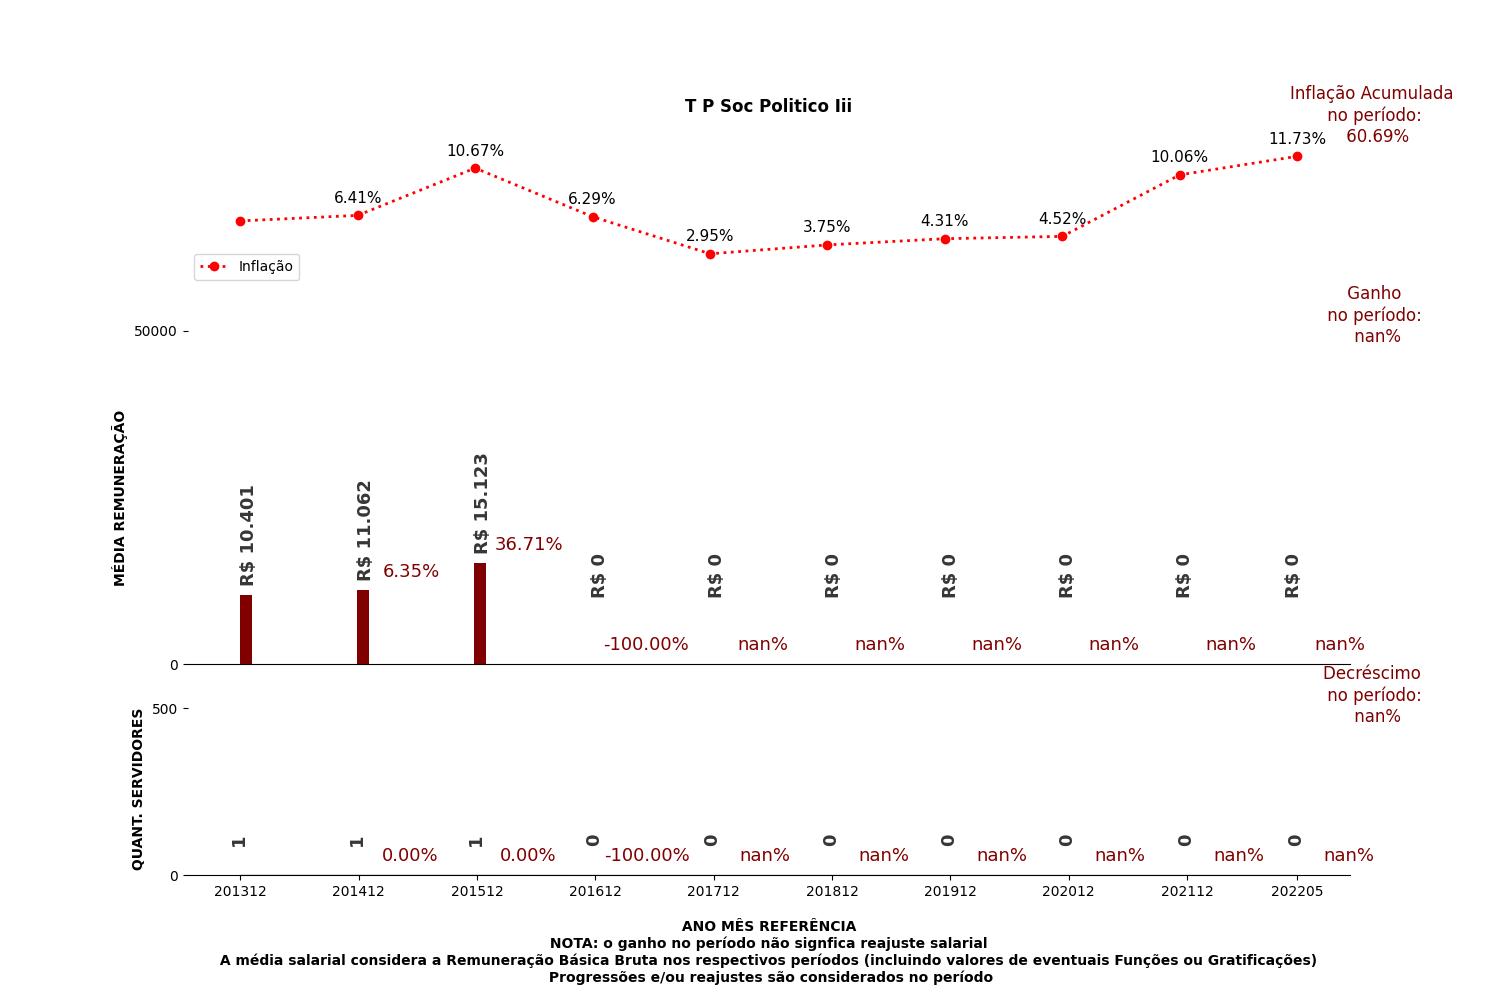 T P Soc Politico Iii
Inflação Acumulada
no período:
60.69%
6.41%
10.67%
6.29%
2.95%
3.75%
4.31%
4.52%
10.06%
11.73%
Inflação
Ganho
no período:
nan%
MÉDIA REMUNERAÇÃO
50000
0
R$ 10.401
R$ 11.062
R$ 15.123
R$ 0
R$ 0
R$ 0
R$ 0
R$ 0
R$ 0
R$ 0
6.35%
36.71%
-100.00%
nan%
nan%
nan%
nan%
nan%
nan%
Decréscimo
no período:
nan%
QUANT. SERVIDORES
500
0
1
1
1
0
0
0
0
0
0
0
0.00%
0.00%
-100.00%
nan%
nan%
nan%
nan%
nan%
nan%
201312
201412
201512
201612
201712
201812
201912
202012
202112
202205
ANO MÊS REFERÊNCIA
NOTA: o ganho no período não signfica reajuste salarial
A média salarial considera a Remuneração Básica Bruta nos respectivos períodos (incluindo valores de eventuais Funções ou Gratificações)
Progressões e/ou reajustes são considerados no período